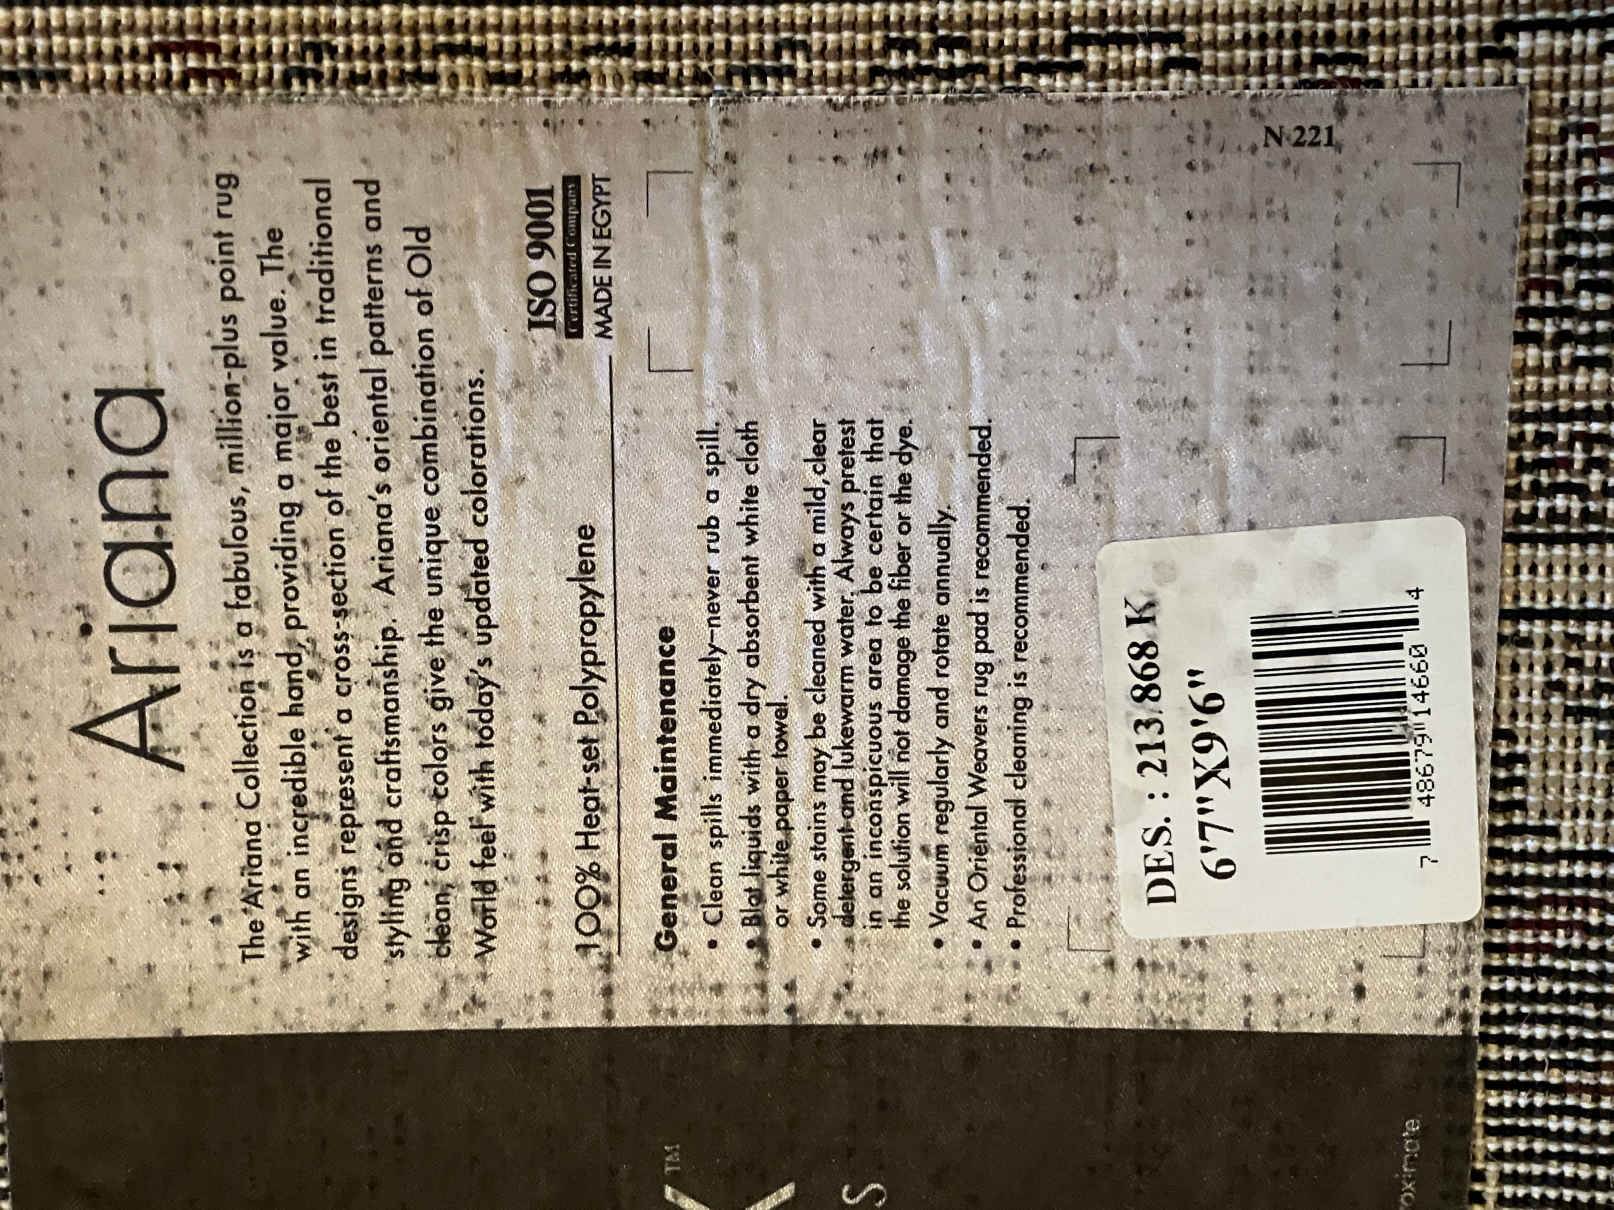 Ariana
The Ariana Collection is a fabulous, million-plus point rug
with an incredible hand, providing a major value. The
designs represent a cross-section of the best in traditional
styling and craftsmanship. Ariana's oriental patterns and
clean, crisp colors give the unique combination of Old
World feel with today's updated colorations.
ISO 9001
Certificated Company
100% Heat-set Polypropylene
MADE IN EGYPT
General Maintenance
• Clean spills immediately–never rub a spill.
• Blot liquids with a dry absorbent white cloth
or white paper towel.
• Some stains may be cleaned with a mild, clear
detergent and lukewarm water. Always pretest
in an inconspicuous area to be certain that
the solution will not damage the fiber or the dye.
• Vacuum regularly and rotate annually.
• An Oriental Weavers rug pad is recommended.
• Professional cleaning is recommended.
DES. : 213.868 K
6'7"X9'6"
7 48679 14660 4
N 221
TM
S